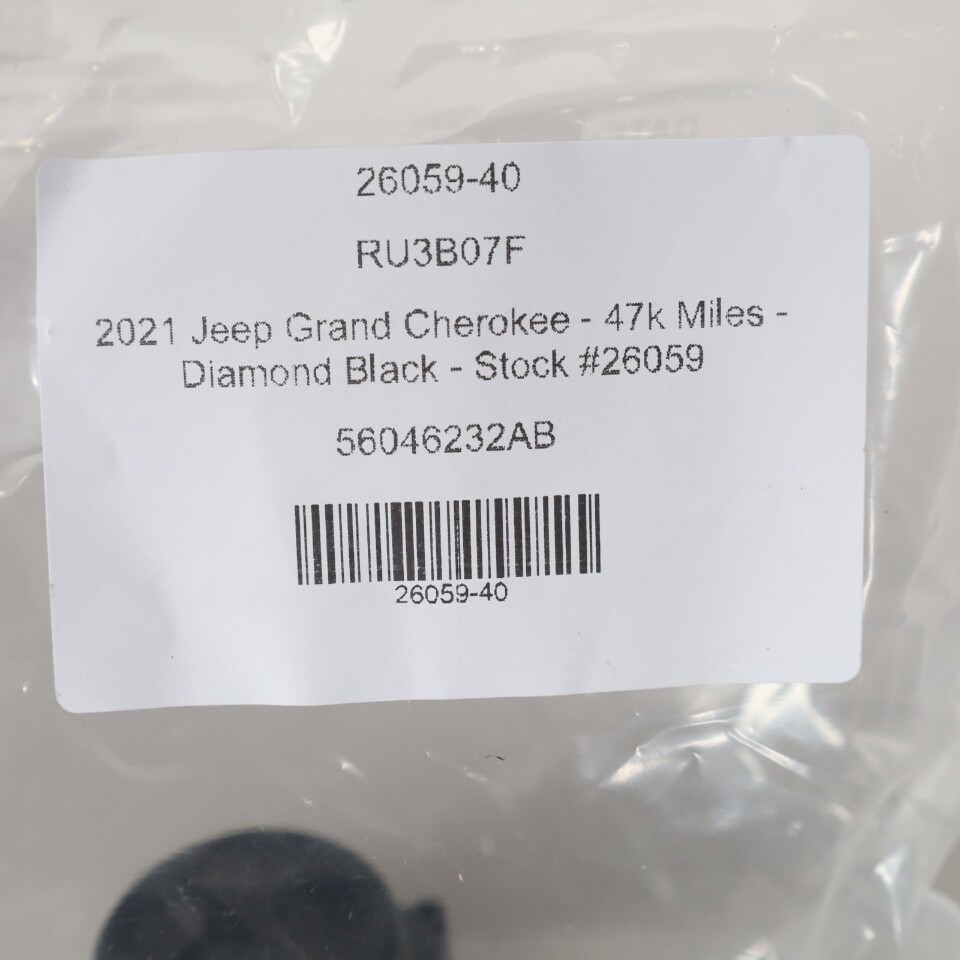 26059-40
RU3B07F
2021 Jeep Grand Cherokee - 47k Miles -
Diamond Black - Stock #26059
56046232AB
26059-40